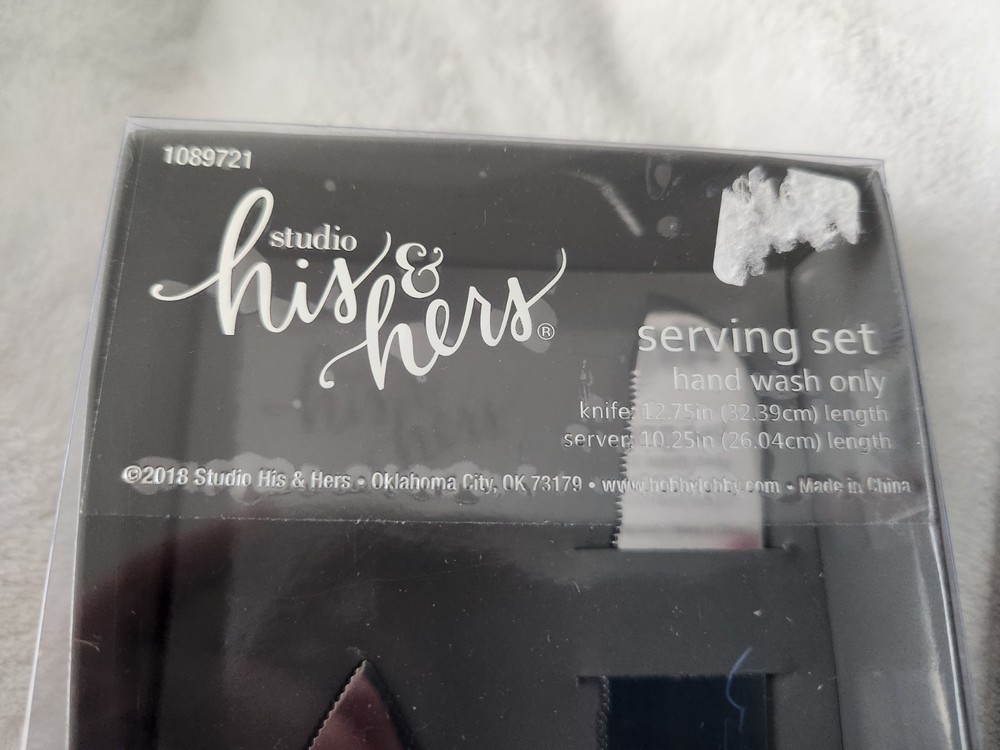 1089721
studio
his &
hers®
serving set
hand wash only
knife: 12.75in (32.39cm) length
server: 10.25in (26.04cm) length
©2018 Studio His & Hers • Oklahoma City, OK 73179 • www.hobbylobby.com • Made in China